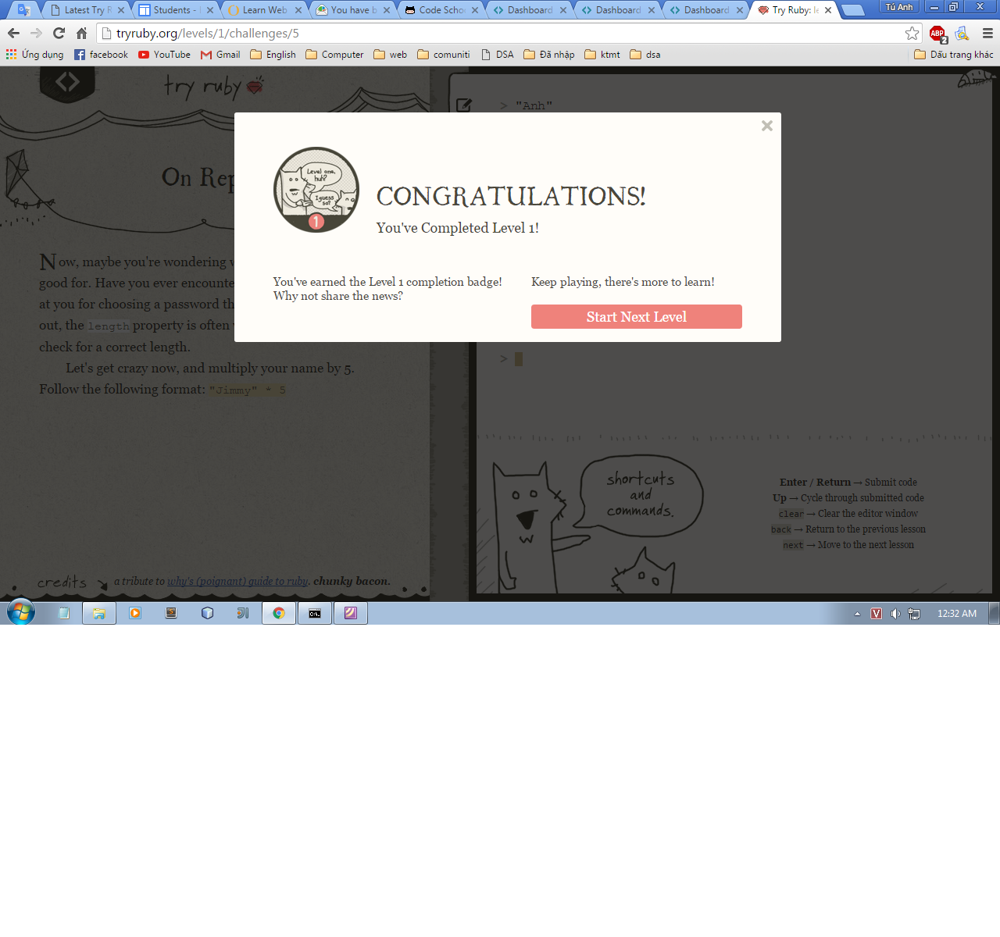 Latest Try R
Students -
Learn Web
You have b
Code Schoo
Dashboard
Dashboard
Dashboard
Try Ruby: le
Tú Anh
tryruby.org/levels/1/challenges/5
ABP
2
Ứng dụng
facebook
YouTube
Gmail
English
Computer
web
comuniti
DSA
Đã nhập
ktmt
dsa
Dấu trang khác
try ruby
> "Anh"
On Rep
Level one, huh?
I guess so?
1
CONGRATULATIONS!
You've Completed Level 1!
You've earned the Level 1 completion badge!
Why not share the news?
Keep playing, there's more to learn!
Start Next Level
Now, maybe you're wondering
good for. Have you ever encounte
at you for choosing a password th
out, the length property is often
check for a correct length.
Let's get crazy now, and multiply your name by 5.
Follow the following format: "Jimmy" * 5
>
shortcuts
and
commands.
Enter / Return → Submit code
Up → Cycle through submitted code
clear → Clear the editor window
back → Return to the previous lesson
next → Move to the next lesson
credits
a tribute to why's (poignant) guide to ruby. chunky bacon.
12:32 AM